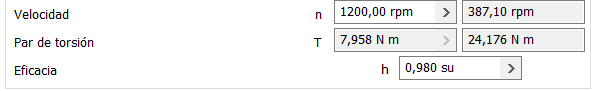 Velocidad n 1200,00 rpm > 387,10 rpm
Par de torsión T 7,958 N m > 24,176 N m
Eficacia h 0,980 su >